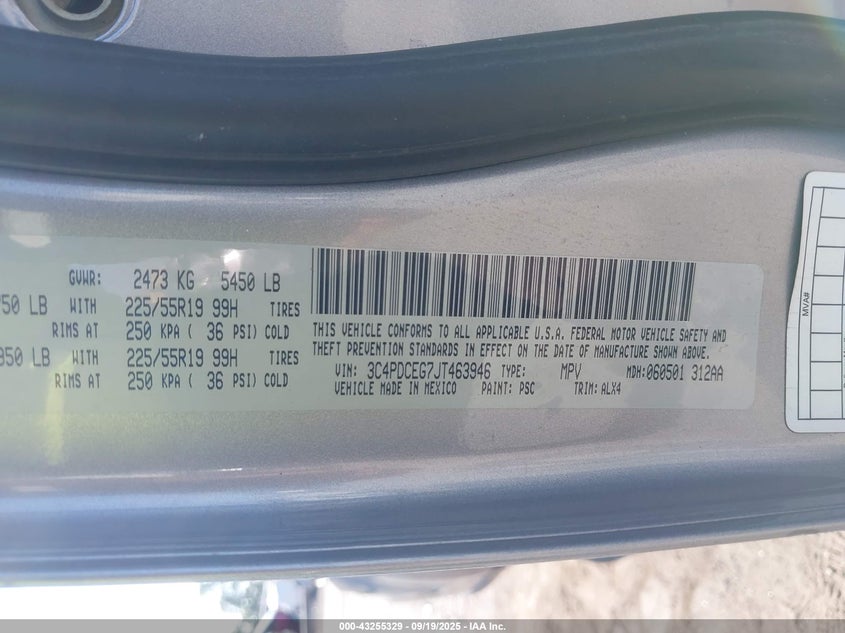 GVWR: 2473 KG 5450 LB
750 LB WITH 225/55R19 99H TIRES
RIMS AT 250 KPA ( 36 PSI) COLD
950 LB WITH 225/55R19 99H TIRES
RIMS AT 250 KPA ( 36 PSI) COLD
THIS VEHICLE CONFORMS TO ALL APPLICABLE U.S.A. FEDERAL MOTOR VEHICLE SAFETY AND
THEFT PREVENTION STANDARDS IN EFFECT ON THE DATE OF MANUFACTURE SHOWN ABOVE.
VIN: 3C4PDCEG7JT463946 TYPE: MPV MDH:060501 312AA
VEHICLE MADE IN MEXICO PAINT: PSC TRIM: ALX4
MVA#
000-43255329 - 09/19/2025 - IAA Inc.